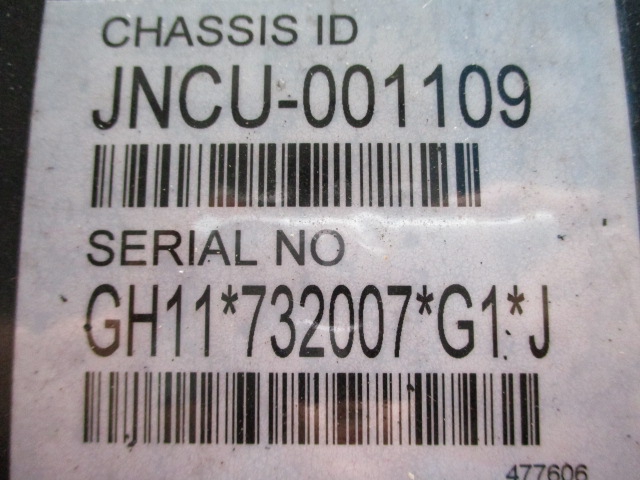 CHASSIS ID
JNCU-001109
SERIAL NO
GH11*732007*G1*J
477606